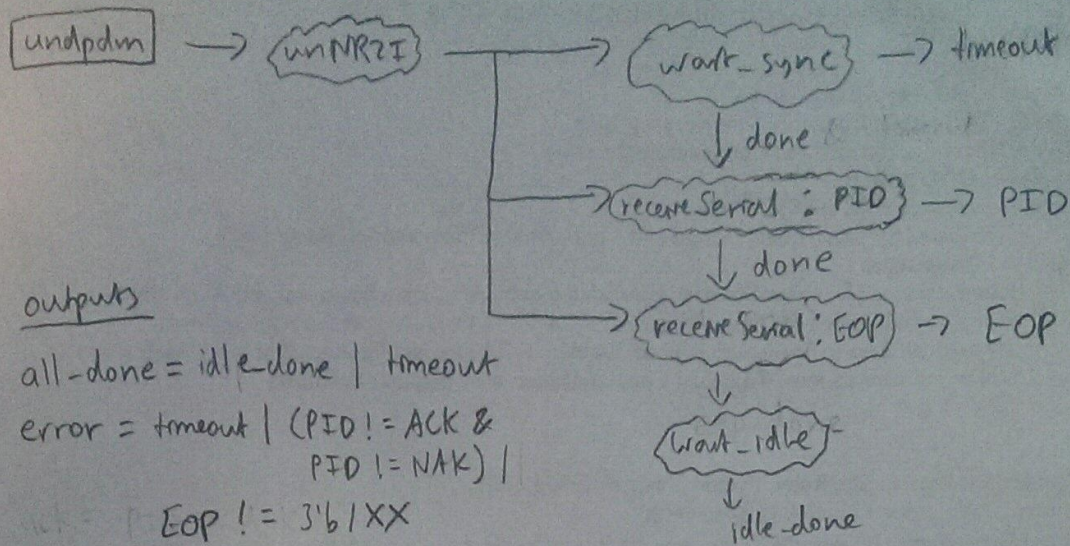 undpdm → unNRZI → wait_sync → timeout
↓ done
receiveSerial : PID → PID
↓ done
receiveSerial : EOP → EOP
↓
wait_idle
↓
idle_done
outputs
all_done = idle_done | timeout
error = timeout | (PID != ACK &
PID != NAK) |
EOP != 3'b1XX